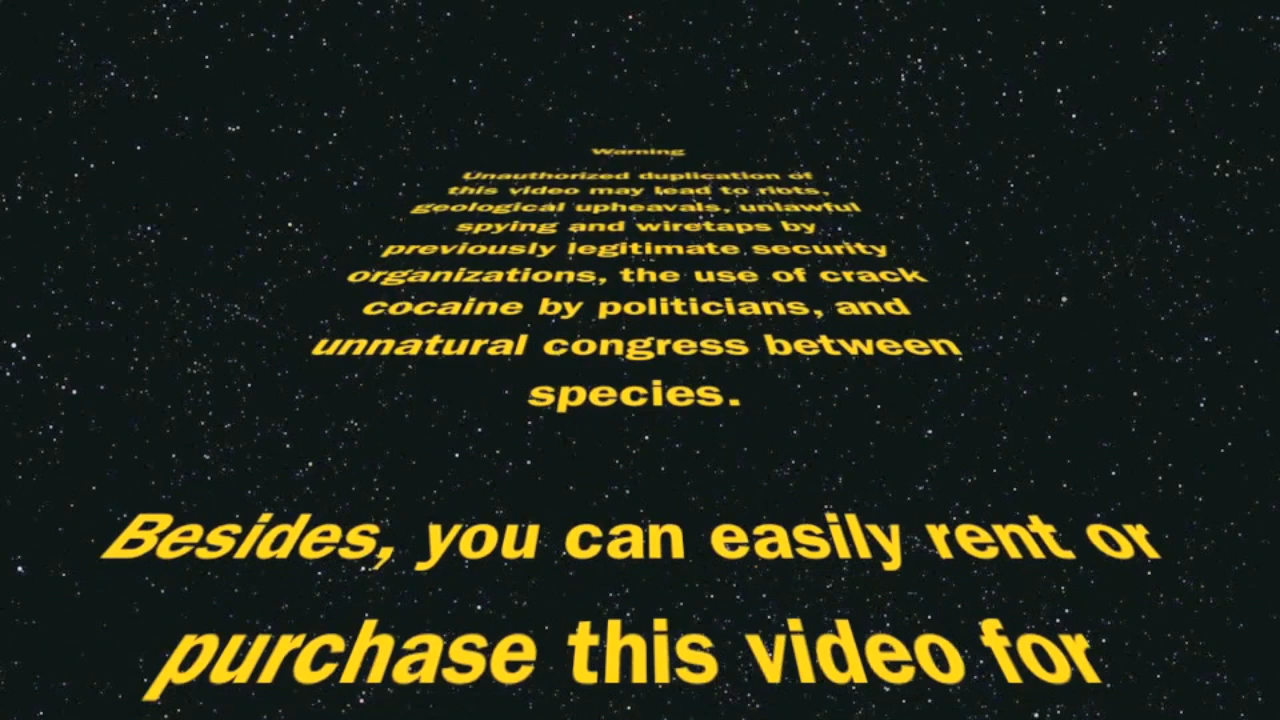 Warning
Unauthorized duplication of
this video may lead to riots,
geological upheavals, unlawful
spying and wiretaps by
previously legitimate security
organizations, the use of crack
cocaine by politicians, and
unnatural congress between
species.
Besides, you can easily rent or
purchase this video for